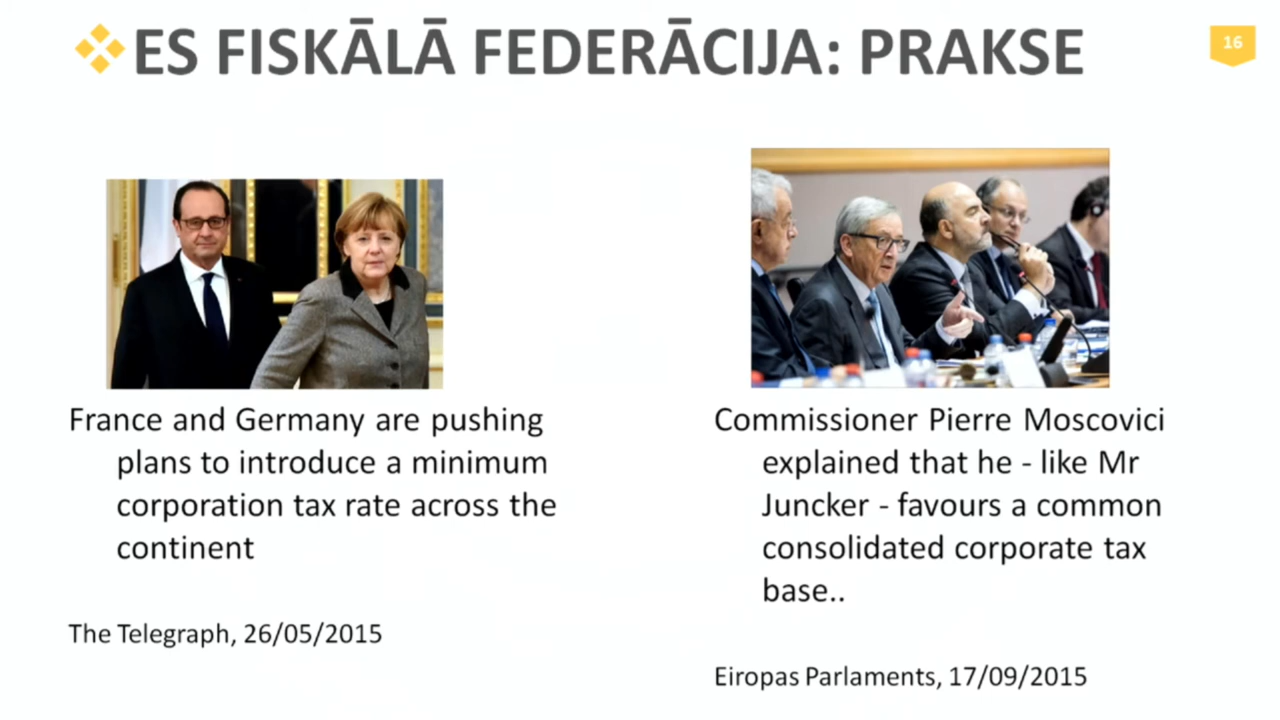 ES FISKĀLĀ FEDERĀCIJA: PRAKSE
16
France and Germany are pushing
plans to introduce a minimum
corporation tax rate across the
continent
The Telegraph, 26/05/2015
Commissioner Pierre Moscovici
explained that he - like Mr
Juncker - favours a common
consolidated corporate tax
base..
Eiropas Parlaments, 17/09/2015